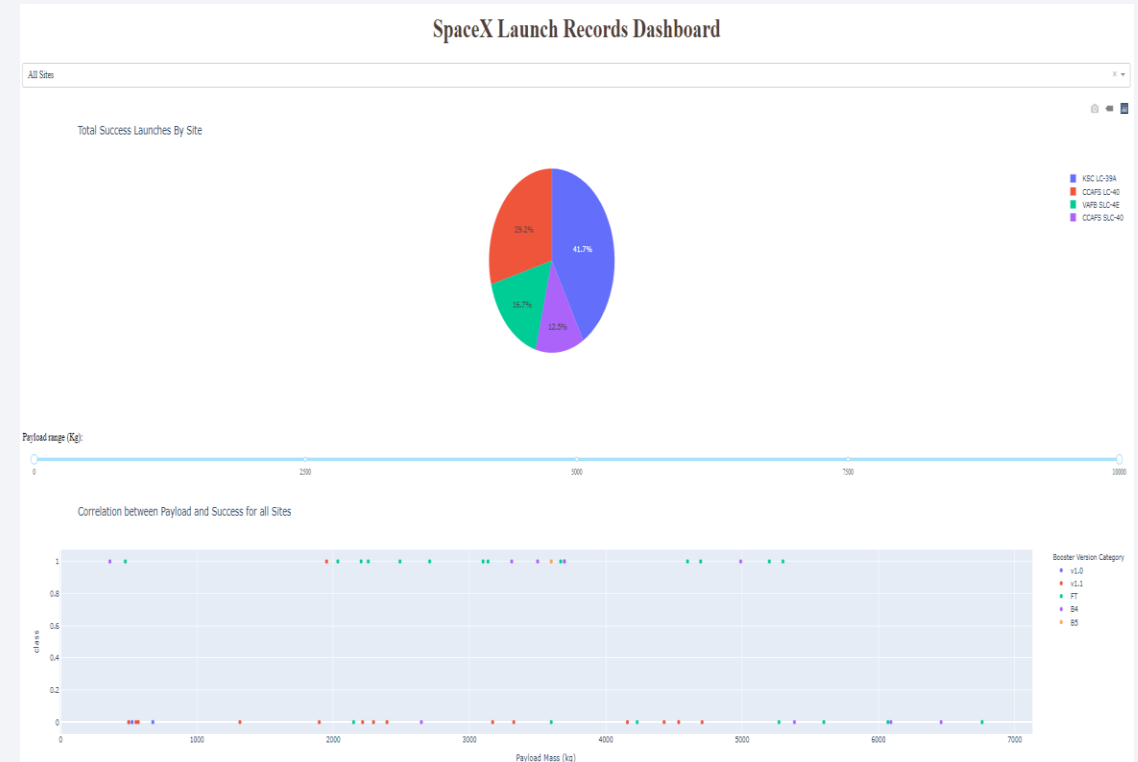 SpaceX Launch Records Dashboard
All Sites
Total Success Launches By Site
KSC LC-39A
CCAFS LC-40
VAFB SLC-4E
CCAFS SLC-40
29.2%
41.7%
16.7%
12.5%
Payload range (Kg):
0 2500 5000 7500 10000
Correlation between Payload and Success for all Sites
Booster Version Category
v1.0
v1.1
FT
B4
B5
class
1
0.8
0.6
0.4
0.2
0
0 1000 2000 3000 4000 5000 6000 7000
Payload Mass (kg)